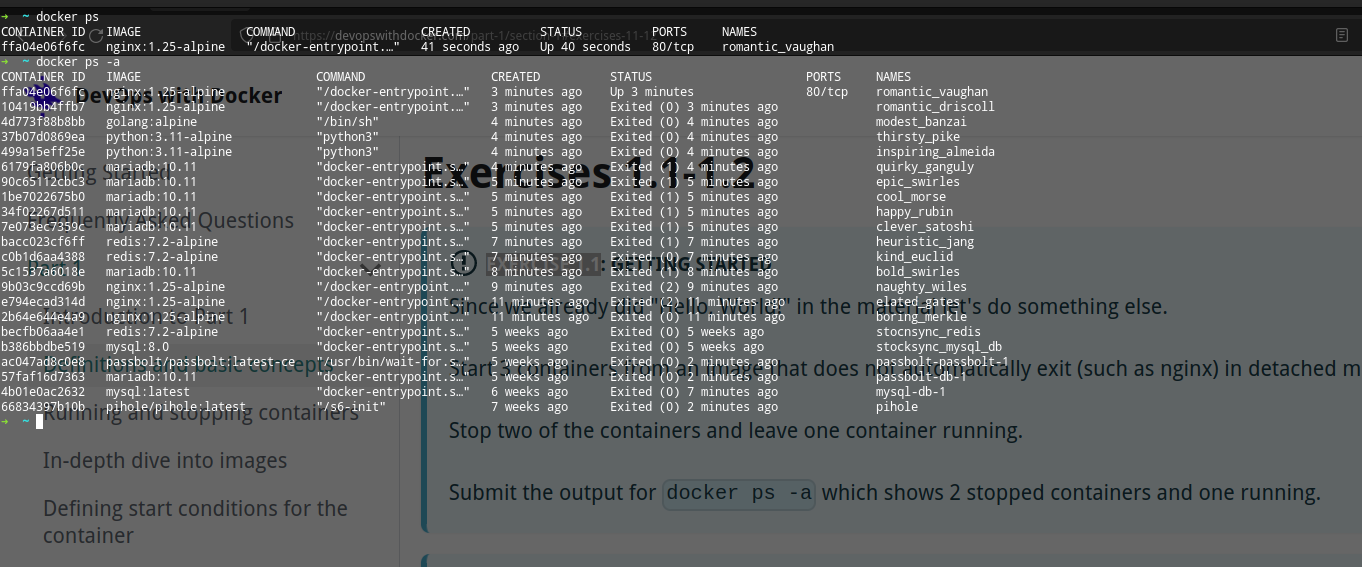 ➜ ~ docker ps
CONTAINER ID IMAGE COMMAND CREATED STATUS PORTS NAMES
ffa04e06f6fc nginx:1.25-alpine "/docker-entrypoint.…" 41 seconds ago Up 40 seconds 80/tcp romantic_vaughan
➜ ~ docker ps -a
CONTAINER ID IMAGE COMMAND CREATED STATUS PORTS NAMES
ffa04e06f6fc nginx:1.25-alpine "/docker-entrypoint.…" 3 minutes ago Up 3 minutes 80/tcp romantic_vaughan
10419bb4ffb7 nginx:1.25-alpine "/docker-entrypoint.…" 3 minutes ago Exited (0) 3 minutes ago romantic_driscoll
4d773f88b8bb golang:alpine "/bin/sh" 4 minutes ago Exited (0) 4 minutes ago modest_banzai
37b07d0869ea python:3.11-alpine "python3" 4 minutes ago Exited (0) 4 minutes ago thirsty_pike
499a15eff25e python:3.11-alpine "python3" 4 minutes ago Exited (0) 4 minutes ago inspiring_almeida
6179fa806b0c mariadb:10.11 "docker-entrypoint.s…" 4 minutes ago Exited (1) 4 minutes ago quirky_ganguly
90c65112cbc3 mariadb:10.11 "docker-entrypoint.s…" 5 minutes ago Exited (1) 5 minutes ago epic_swirles
1be7022675b0 mariadb:10.11 "docker-entrypoint.s…" 5 minutes ago Exited (1) 5 minutes ago cool_morse
34f02267d511 mariadb:10.11 "docker-entrypoint.s…" 5 minutes ago Exited (1) 5 minutes ago happy_rubin
7e073ec7359c mariadb:10.11 "docker-entrypoint.s…" 5 minutes ago Exited (1) 5 minutes ago clever_satoshi
bacc023cf6ff redis:7.2-alpine "docker-entrypoint.s…" 7 minutes ago Exited (1) 7 minutes ago heuristic_jang
c0b1d6aa4388 redis:7.2-alpine "docker-entrypoint.s…" 7 minutes ago Exited (0) 7 minutes ago kind_euclid
mariadb:10.11 "docker-entrypoint.s…" 8 minutes ago Exited (1) 8 minutes ago bold_swirles
9b03c9ccd69b nginx:1.25-alpine "/docker-entrypoint.…" 9 minutes ago Exited (2) 9 minutes ago naughty_wiles
e794ecad314d nginx:1.25-alpine "/docker-entrypoint.…" 11 minutes ago Exited (2) 11 minutes ago elated_gates
2b64e644e4a9 nginx:1.25-alpine "/docker-entrypoint.…" 11 minutes ago Exited (0) 11 minutes ago boring_merkle
becfb06aa4e1 redis:7.2-alpine "docker-entrypoint.s…" 5 weeks ago Exited (0) 5 weeks ago stocnsync_redis
b386bbdbe519 mysql:8.0 "docker-entrypoint.s…" 5 weeks ago Exited (0) 5 weeks ago stocksync_mysql_db
ac047ad8c068 passbolt/passbolt:latest-ce "/usr/bin/wait-for.s…" 5 weeks ago Exited (0) 2 minutes ago passbolt-passbolt-1
57faf16d7363 mariadb:10.11 "docker-entrypoint.s…" 5 weeks ago Exited (0) 2 minutes ago passbolt-db-1
4b01e0ac2632 mysql:latest "docker-entrypoint.s…" 6 weeks ago Exited (0) 7 minutes ago mysql-db-1
66834397b10b pihole/pihole:latest "/s6-init" 7 weeks ago Exited (0) 2 minutes ago pihole
➜ ~
DevOps with Docker
Getting Started
Frequently Asked Questions
Part 1
Introduction to Part 1
Definitions and basic concepts
Running and stopping containers
In-depth dive into images
Defining start conditions for the
container
Exercises 1.1-1.2
EXERCISE 1.1: GETTING STARTED
Since we already did "Hello, World!" in the material let's do something else.
Start 3 containers from an image that does not automatically exit (such as nginx) in detached m
Stop two of the containers and leave one container running.
Submit the output for docker ps -a which shows 2 stopped containers and one running.